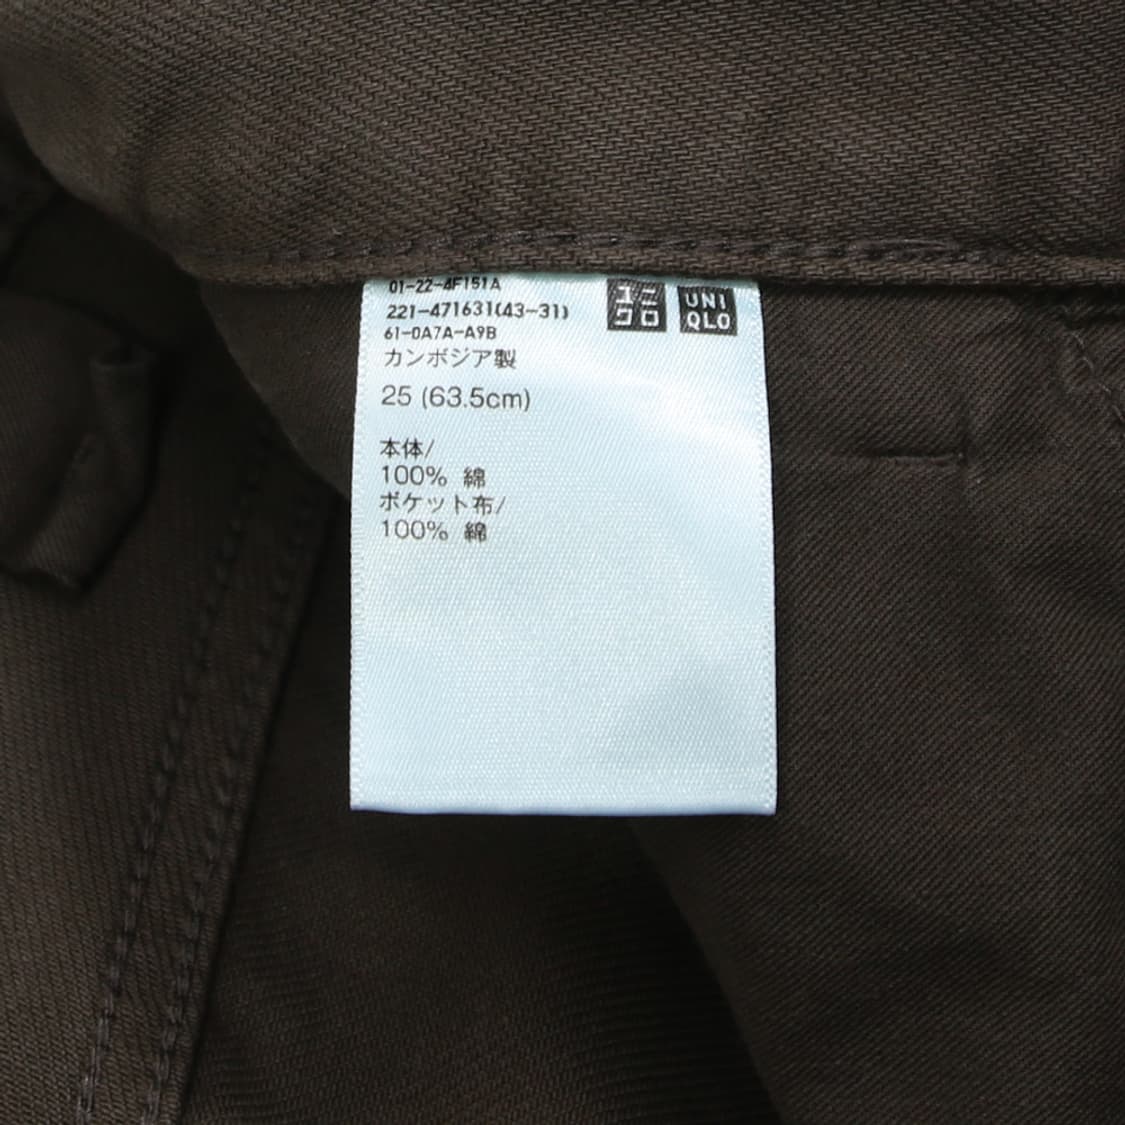 01-22-4F151A
221-471631(43-31)
61-0A7A-A9B
カンボジア製
25 (63.5cm)
本体/
100% 綿
ポケット布/
100% 綿
ユニ
クロ
UNI
QLO